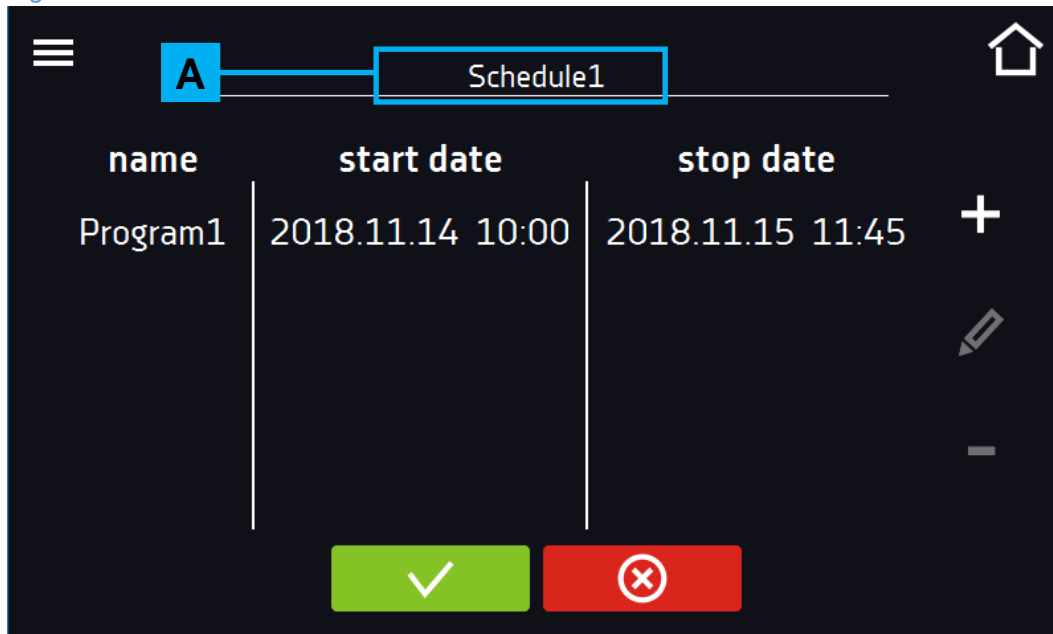 A
Schedule1
name start date stop date
Program1 2018.11.14 10:00 2018.11.15 11:45